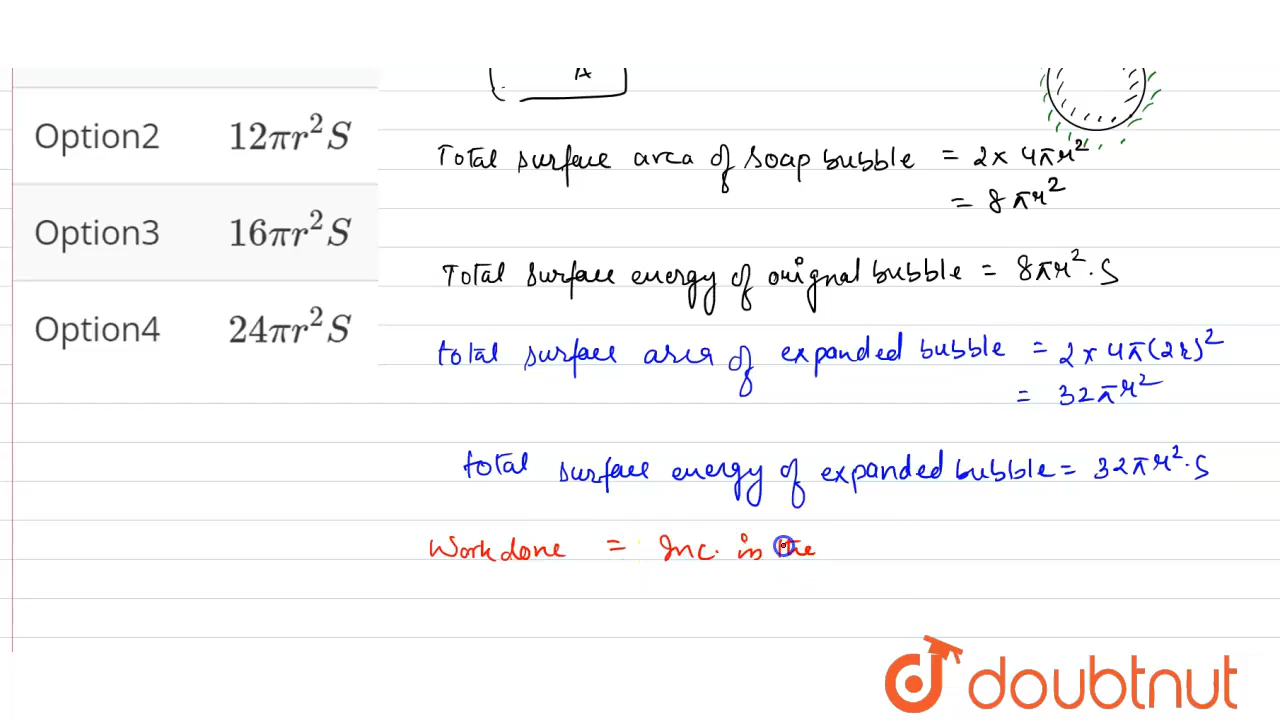 A
Option2 12πr²S
Total surface area of soap bubble = 2 x 4πr²
= 8πr²
Option3 16πr²S
Total surface energy of orignal bubble = 8πr².S
Option4 24πr²S
total surface area of expanded bubble = 2 x 4π(2r)²
= 32πr²
total surface energy of expanded bubble = 32πr².S
Work done = Inc. in the
doubtnut